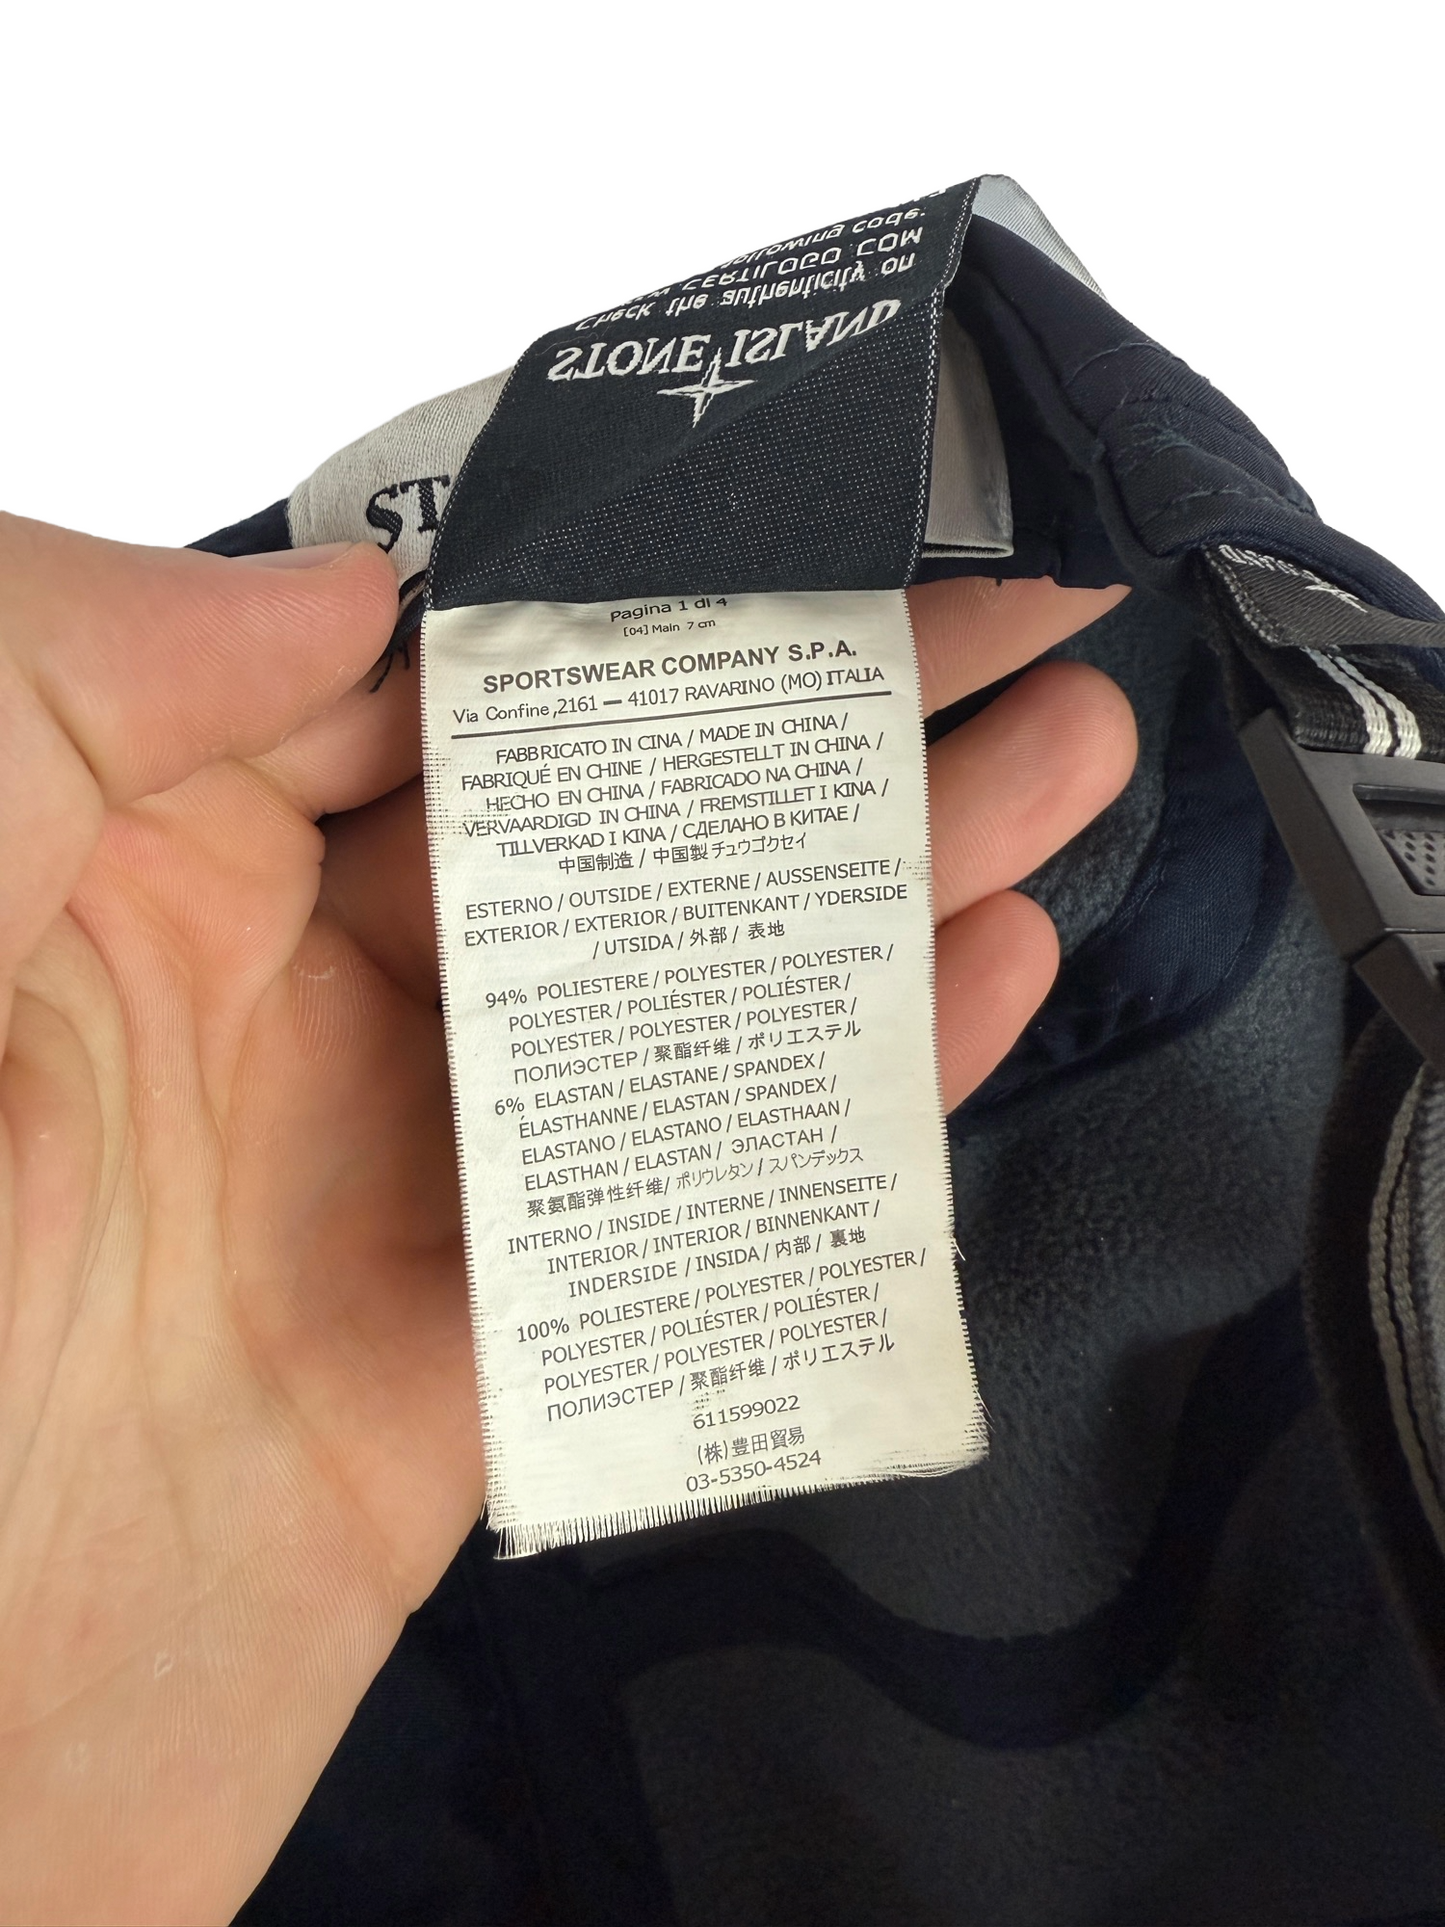 following code.
CERTILOGO.COM
Check the authenticity on
STONE ISLAND
ST
Pagina 1 di 4
[04] Main 7 cm
SPORTSWEAR COMPANY S.P.A.
Via Confine,2161 — 41017 RAVARINO (MO) ITALIA
FABBRICATO IN CINA / MADE IN CHINA /
FABRIQUÉ EN CHINE / HERGESTELLT IN CHINA /
HECHO EN CHINA / FABRICADO NA CHINA /
VERVAARDIGD IN CHINA / FREMSTILLET I KINA /
TILLVERKAD I KINA / СДЕЛАНО В КИТАЕ /
中国制造 / 中国製チュウゴクセイ
ESTERNO / OUTSIDE / EXTERNE / AUSSENSEITE /
EXTERIOR / EXTERIOR / BUITENKANT / YDERSIDE
/ UTSIDA / 外部 / 表地
94% POLIESTERE / POLYESTER / POLYESTER /
POLYESTER / POLIÉSTER / POLIÉSTER /
POLYESTER / POLYESTER / POLYESTER /
ПОЛИЭСТЕР / 聚酯纤维 / ポリエステル
6% ELASTAN / ELASTANE / SPANDEX /
ÉLASTHANNE / ELASTAN / SPANDEX /
ELASTANO / ELASTANO / ELASTHAAN /
ELASTHAN / ELASTAN / ЭЛАСТАН /
聚氨酯弹性纤维 / ポリウレタン / スパンデックス
INTERNO / INSIDE / INTERNE / INNENSEITE /
INTERIOR / INTERIOR / BINNENKANT /
INDERSIDE / INSIDA / 内部 / 裏地
100% POLIESTERE / POLYESTER / POLYESTER /
POLYESTER / POLIÉSTER / POLIÉSTER /
POLYESTER / POLYESTER / POLYESTER /
ПОЛИЭСТЕР / 聚酯纤维 / ポリエステル
611599022
(株) 豊田貿易
03-5350-4524